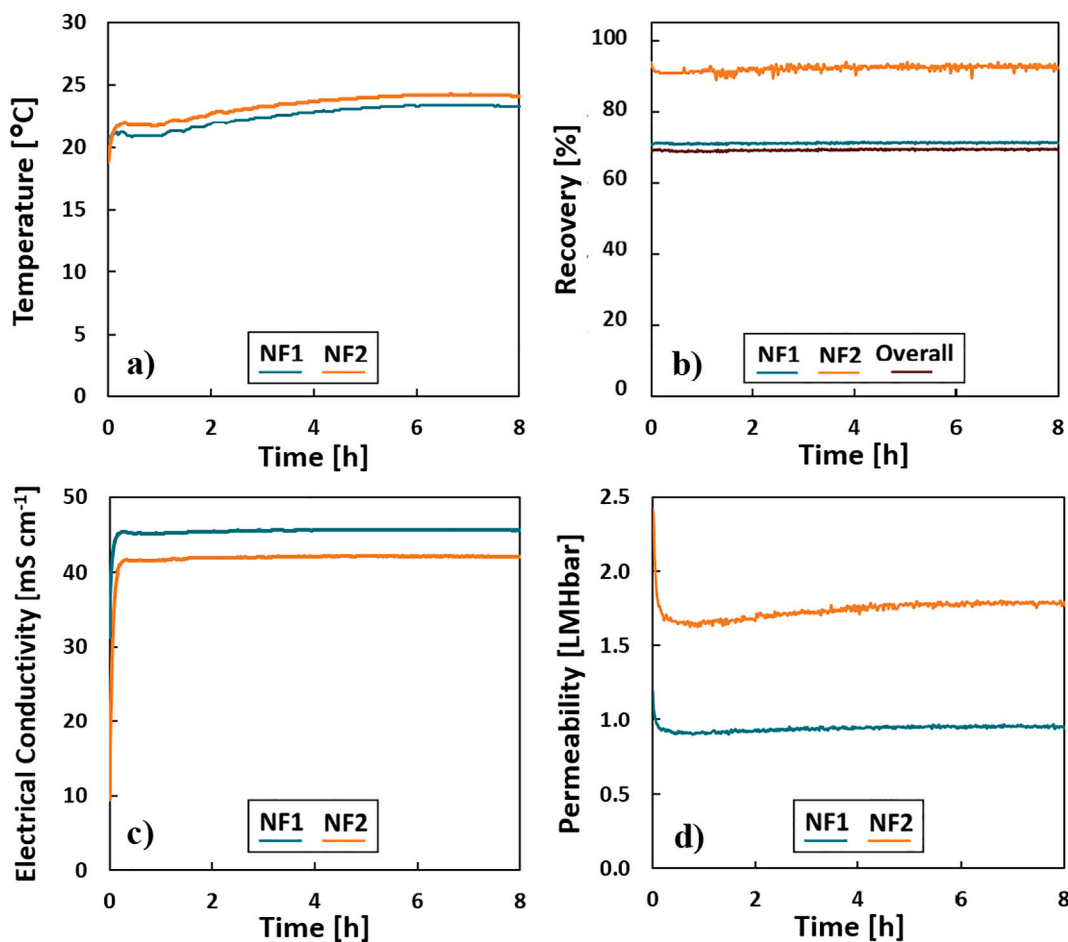 30
25
20
15
10
5
0
Temperature [°C]
NF1 NF2
a)
0 2 4 6 8
Time [h]
100
80
60
40
20
0
Recovery [%]
NF1 NF2 Overall
b)
0 2 4 6 8
Time [h]
50
40
30
20
10
0
Electrical Conductivity [mS cm⁻¹]
NF1 NF2
c)
0 2 4 6 8
Time [h]
2.5
2.0
1.5
1.0
0.5
0.0
Permeability [LMHbar]
NF1 NF2
d)
0 2 4 6 8
Time [h]